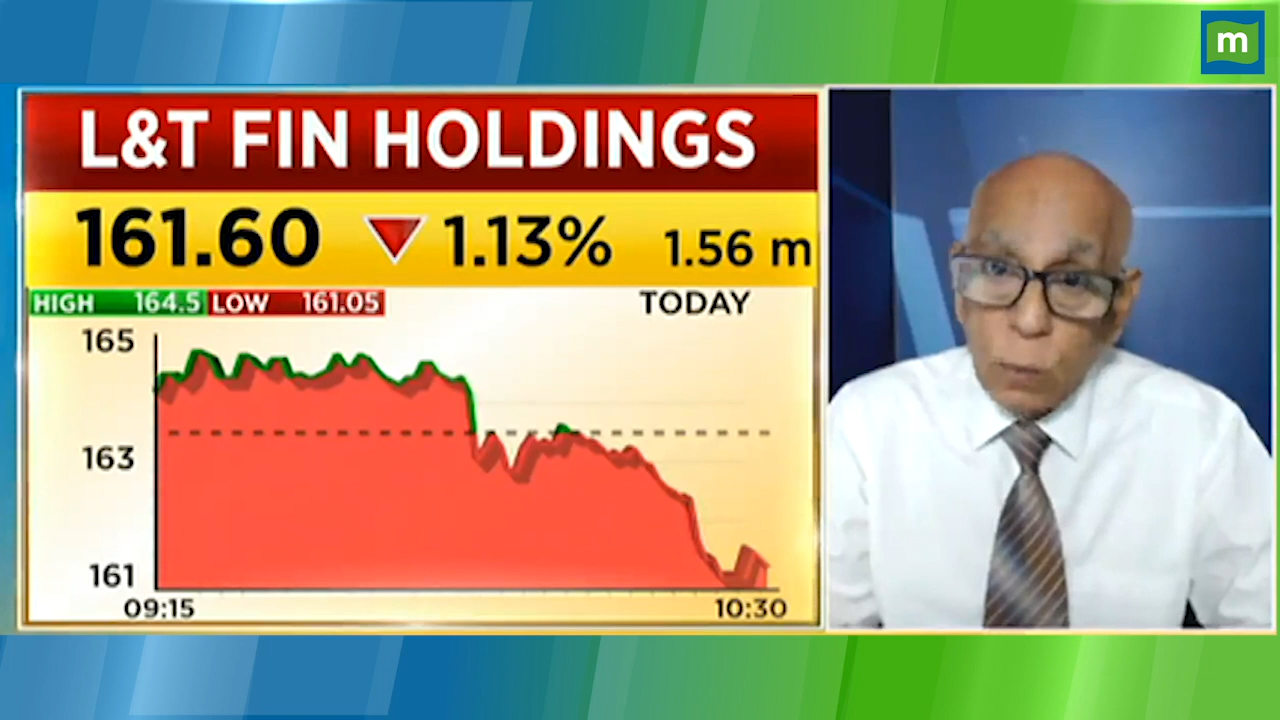 m
L&T FIN HOLDINGS
161.60 ▼ 1.13% 1.56 m
HIGH 164.5 LOW 161.05 TODAY
165
163
161
09:15 10:30